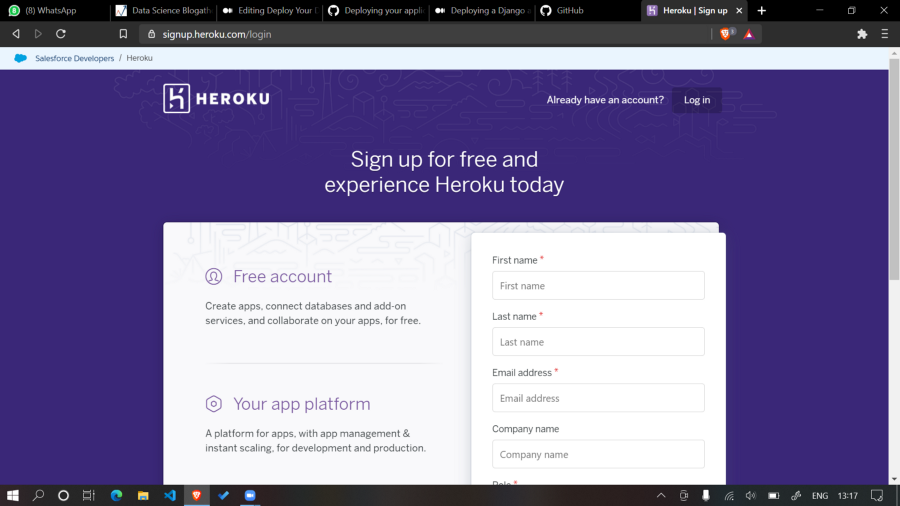 (8) WhatsApp
Data Science Blogath
Editing Deploy Your D
Deploying your applic
Deploying a Django a
GitHub
Heroku | Sign up
signup.heroku.com/login
Salesforce Developers / Heroku
HEROKU
Already have an account?
Log in
Sign up for free and
experience Heroku today
Free account
Create apps, connect databases and add-on
services, and collaborate on your apps, for free.
Your app platform
A platform for apps, with app management &
instant scaling, for development and production.
First name *
First name
Last name *
Last name
Email address *
Email address
Company name
Company name
Role *
ENG
13:17